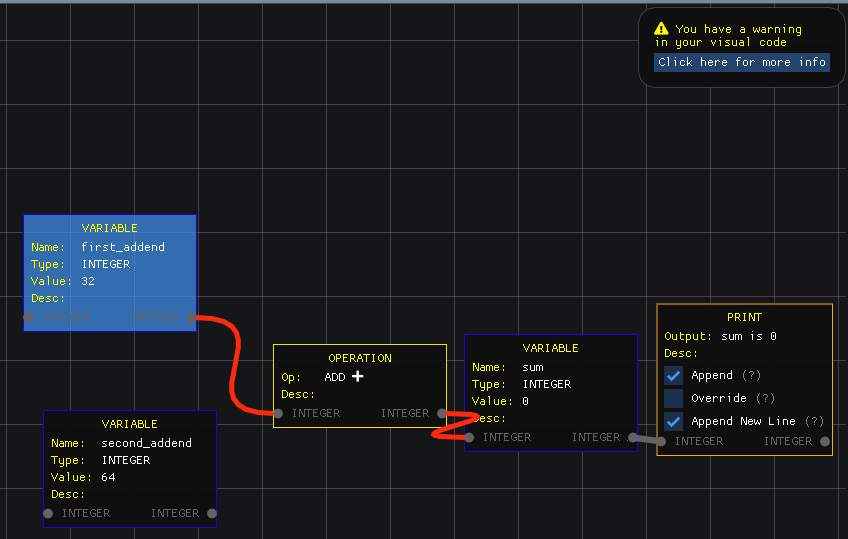 You have a warning
in your visual code
Click here for more info
VARIABLE
Name: first_addend
Type: INTEGER
Value: 32
Desc:
VARIABLE
Name: second_addend
Type: INTEGER
Value: 64
Desc:
INTEGER INTEGER
OPERATION
Op: ADD +
Desc:
INTEGER INTEGER
VARIABLE
Name: sum
Type: INTEGER
Value: 0
Desc:
INTEGER INTEGER
PRINT
Output: sum is 0
Desc:
Append (?)
Override (?)
Append New Line (?)
INTEGER INTEGER